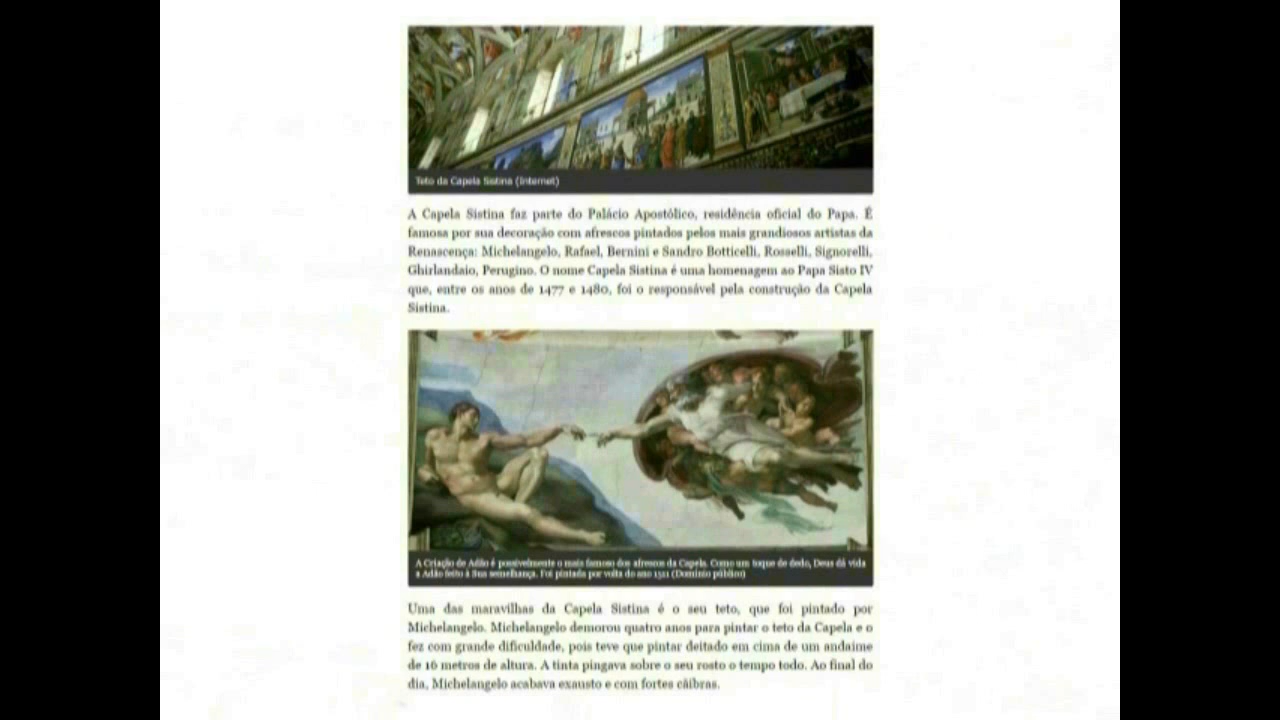 Teto da Capela Sistina (Internet)
A Capela Sistina faz parte do Palácio Apostólico, residência oficial do Papa. É
famosa por sua decoração com afrescos pintados pelos mais grandiosos artistas da
Renascença: Michelangelo, Rafael, Bernini e Sandro Botticelli, Rosselli, Signorelli,
Ghirlandaio, Perugino. O nome Capela Sistina é uma homenagem ao Papa Sisto IV
que, entre os anos de 1477 e 1480, foi o responsável pela construção da Capela
Sistina.
A Criação de Adão é possivelmente o mais famoso dos afrescos da Capela. Como um toque de dedo, Deus dá vida
a Adão feito à Sua semelhança. Foi pintada por volta do ano 1511 (Domínio público)
Uma das maravilhas da Capela Sistina é o seu teto, que foi pintado por
Michelangelo. Michelangelo demorou quatro anos para pintar o teto da Capela e o
fez com grande dificuldade, pois teve que pintar deitado em cima de um andaime
de 16 metros de altura. A tinta pingava sobre o seu rosto o tempo todo. Ao final do
dia, Michelangelo acabava exausto e com fortes cãibras.